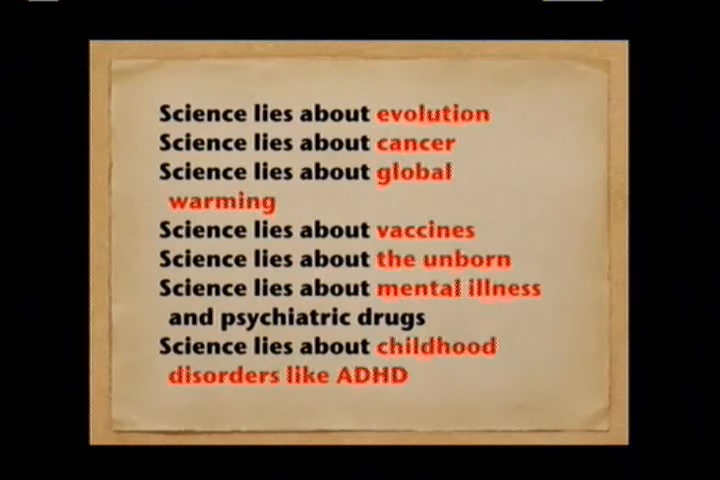 Science lies about evolution
Science lies about cancer
Science lies about global
warming
Science lies about vaccines
Science lies about the unborn
Science lies about mental illness
and psychiatric drugs
Science lies about childhood
disorders like ADHD